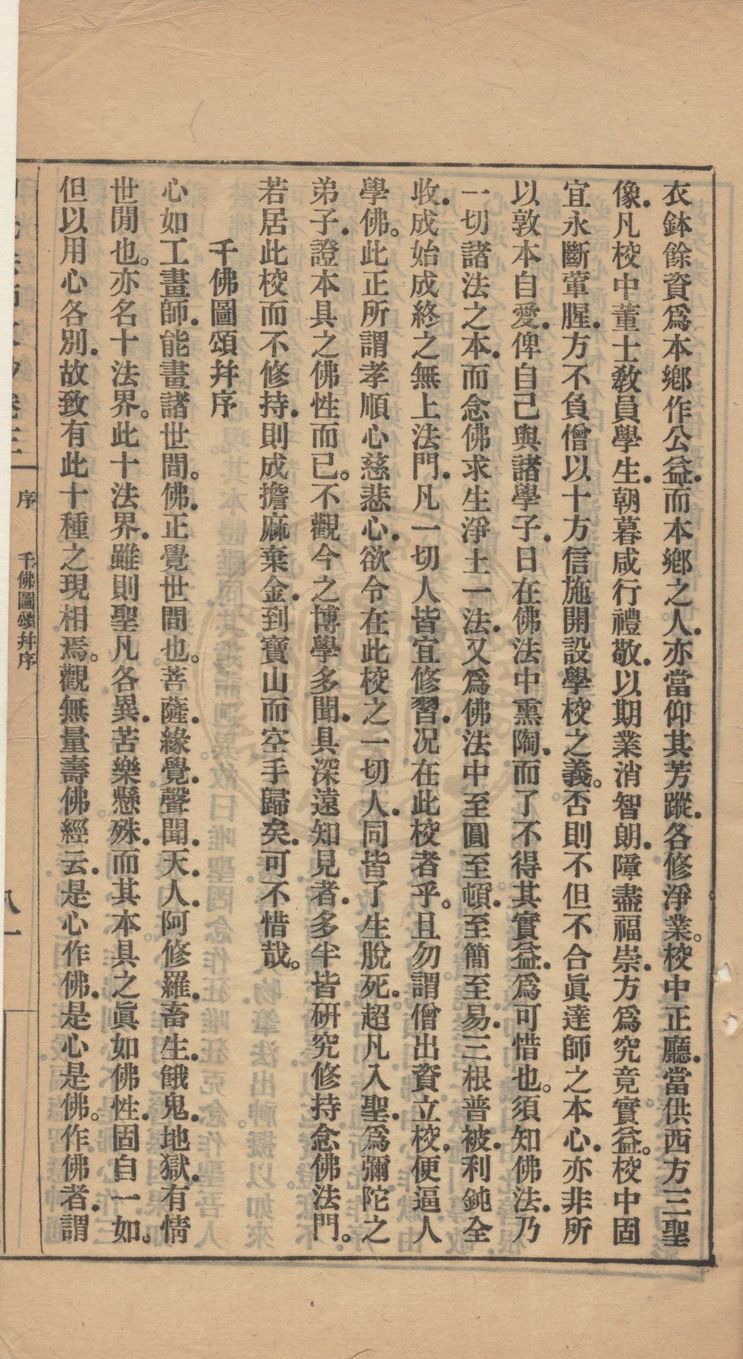 衣鉢餘資爲本鄉作公益.而本鄉之人.亦當仰其芳蹤.各修淨業。校中正廳.當供西方三聖
像.凡校中董士敎員學生.朝暮咸行禮敬.以期業消智朗.障盡福崇.方爲究竟實益。校中固
宜永斷葷腥.方不負僧以十方信施開設學校之義。否則不但不合眞達師之本心.亦非所
以敦本自愛.俾自己與諸學子.日在佛法中熏陶.而了不得其實益.爲可惜也。須知佛法.乃
一切諸法之本.而念佛求生淨土一法.又爲佛法中至圓至頓.至簡至易.三根普被.利鈍全
收.成始成終之無上法門.凡一切人皆宜修習.况在此校者乎。且勿謂僧出資立校.便逼人
學佛。此正所謂孝順心慈悲心.欲令在此校之一切人.同皆了生脫死.超凡入聖.爲彌陀之
弟子.證本具之佛性而已。不觀今之博學多聞.具深遠知見者.多半皆研究修持念佛法門。
若居此校而不修持.則成擔麻棄金.到寶山而空手歸矣.可不惜哉。
千佛圖頌并序
心如工畫師.能畫諸世間。佛.正覺世間也。菩薩.緣覺.聲聞.天.人.阿修羅.畜生.餓鬼.地獄.有情
世間也。亦名十法界。此十法界.雖則聖凡各異.苦樂懸殊.而其本具之眞如佛性.固自一如。
但以用心各別.故致有此十種之現相焉。觀無量壽佛經云.是心作佛.是心是佛。作佛者.謂
卷三 序 千佛圖頌并序 八一